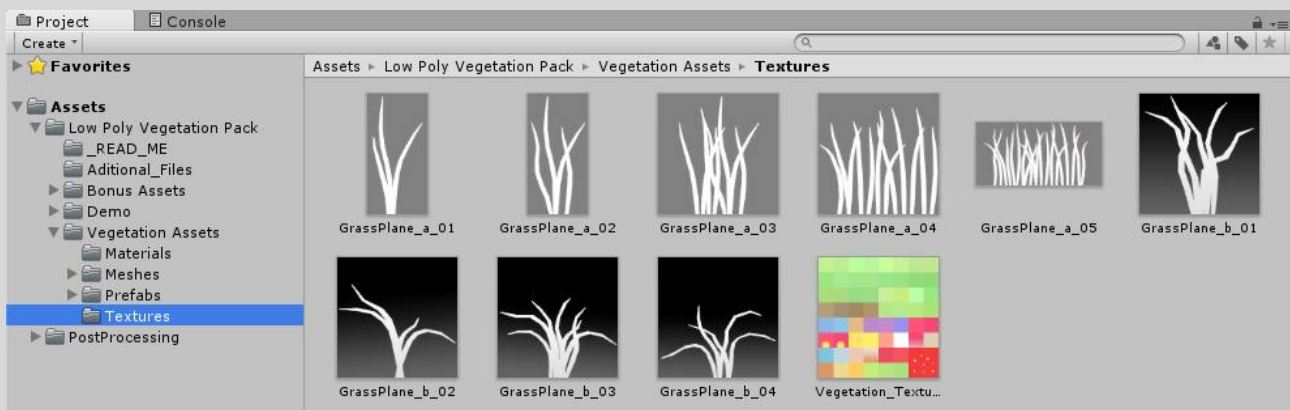 Project
Console
Create
Favorites
Assets ▸ Low Poly Vegetation Pack ▸ Vegetation Assets ▸ Textures
Assets
Low Poly Vegetation Pack
_READ_ME
Aditional_Files
Bonus Assets
Demo
Vegetation Assets
Materials
Meshes
Prefabs
Textures
PostProcessing
GrassPlane_a_01
GrassPlane_a_02
GrassPlane_a_03
GrassPlane_a_04
GrassPlane_a_05
GrassPlane_b_01
GrassPlane_b_02
GrassPlane_b_03
GrassPlane_b_04
Vegetation_Textu...